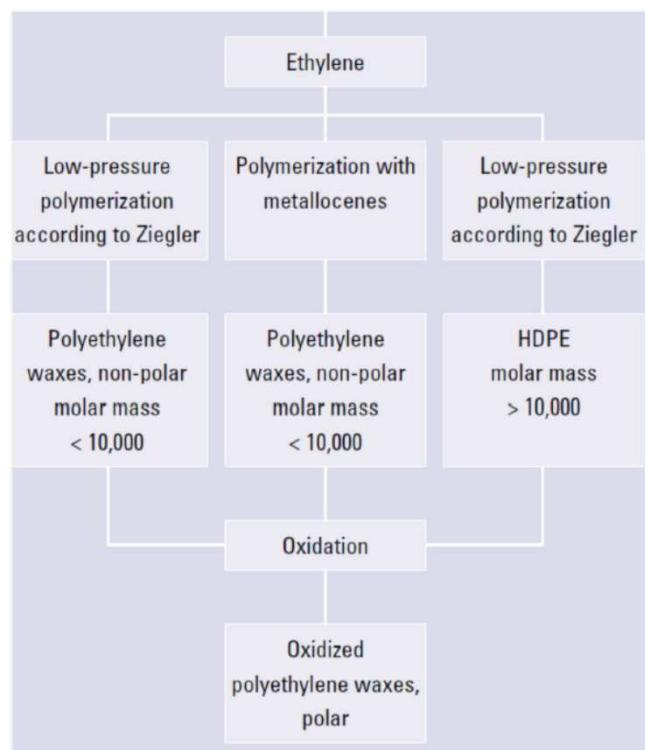 Ethylene
Low-pressure
polymerization
according to Ziegler
Polymerization with
metallocenes
Low-pressure
polymerization
according to Ziegler
Polyethylene
waxes, non-polar
molar mass
< 10,000
Polyethylene
waxes, non-polar
molar mass
< 10,000
HDPE
molar mass
> 10,000
Oxidation
Oxidized
polyethylene waxes,
polar